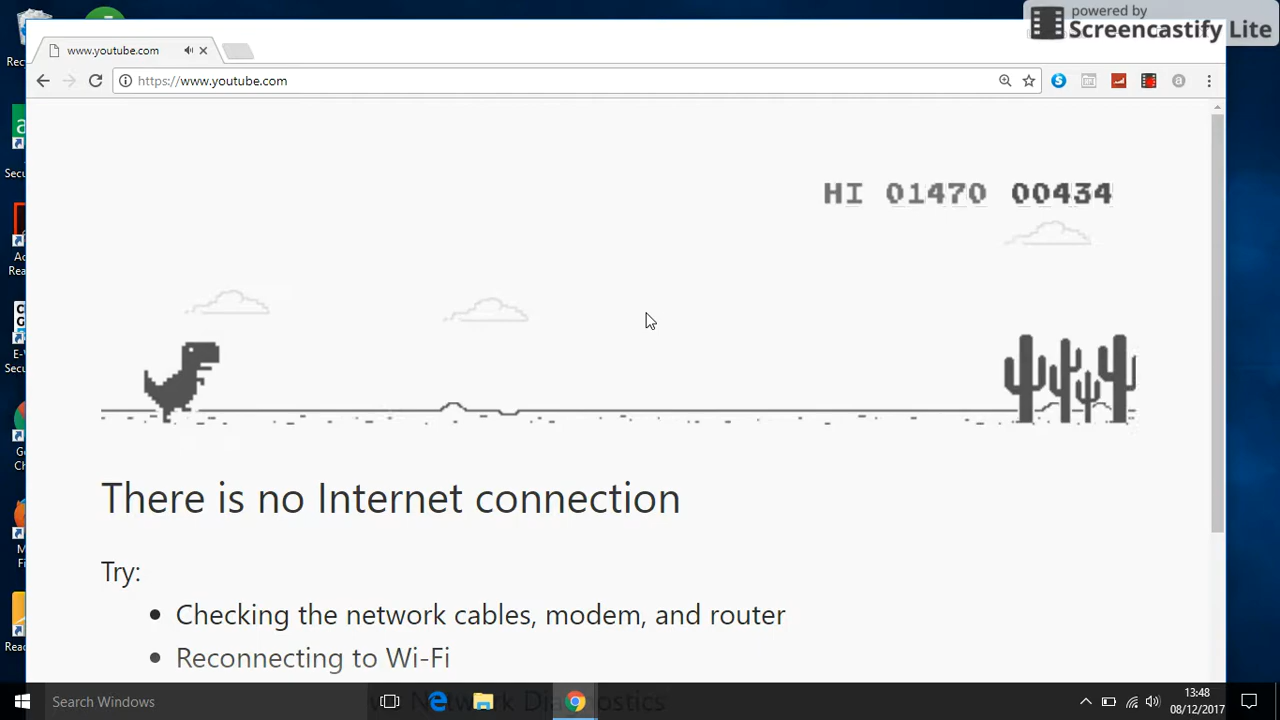 powered by
Screencastify Lite
www.youtube.com
https://www.youtube.com
HI 01470 00434
There is no Internet connection
Try:
Checking the network cables, modem, and router
Reconnecting to Wi-Fi
Network Diagnostics
Search Windows
13:48
08/12/2017